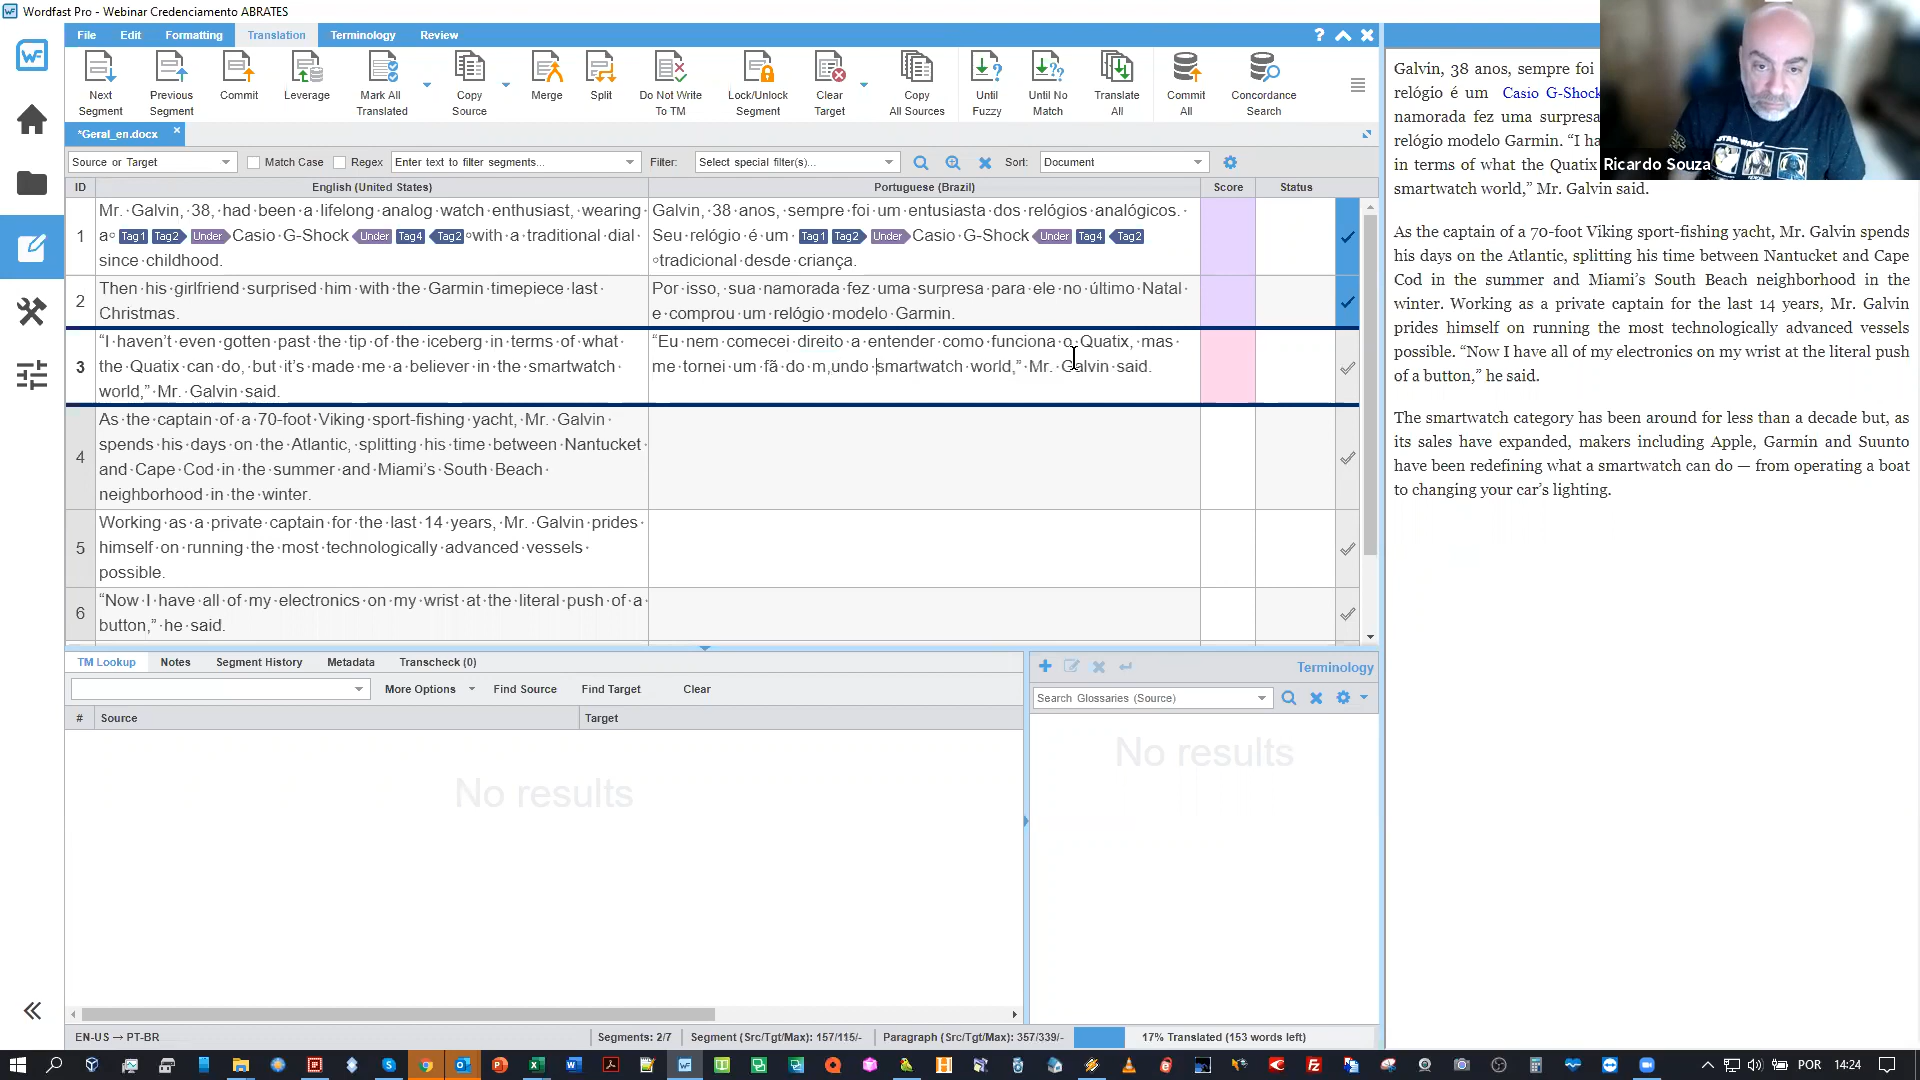 Wordfast Pro - Webinar Credenciamento ABRATES
File Edit Formatting Translation Terminology Review
Next Segment
Previous Segment
Commit
Leverage
Mark All Translated
Copy Source
Merge
Split
Do Not Write To TM
Lock/Unlock Segment
Clear Target
Copy All Sources
Until Fuzzy
Until No Match
Translate All
Commit All
Concordance Search
*Geral_en.docx
Source or Target Match Case Regex Enter text to filter segments... Filter: Select special filter(s)... Sort: Document
ID English (United States) Portuguese (Brazil) Score Status
1
Mr. Galvin, 38, had been a lifelong analog watch enthusiast, wearing
a Tag1 Tag2 Under Casio G-Shock Under Tag4 Tag2 with a traditional dial
since childhood.
Galvin, 38 anos, sempre foi um entusiasta dos relógios analógicos.
Seu relógio é um Tag1 Tag2 Under Casio G-Shock Under Tag4 Tag2
tradicional desde criança.
2
Then his girlfriend surprised him with the Garmin timepiece last
Christmas.
Por isso, sua namorada fez uma surpresa para ele no último Natal
e comprou um relógio modelo Garmin.
3
“I haven’t even gotten past the tip of the iceberg in terms of what
the Quatix can do, but it’s made me a believer in the smartwatch
world,” Mr. Galvin said.
“Eu nem comecei direito a entender como funciona o Quatix, mas
me tornei um fã do m,undo smartwatch world,” Mr. Galvin said.
4
As the captain of a 70-foot Viking sport-fishing yacht, Mr. Galvin
spends his days on the Atlantic, splitting his time between Nantucket
and Cape Cod in the summer and Miami’s South Beach
neighborhood in the winter.
5
Working as a private captain for the last 14 years, Mr. Galvin prides
himself on running the most technologically advanced vessels
possible.
6
“Now I have all of my electronics on my wrist at the literal push of a
button,” he said.
TM Lookup Notes Segment History Metadata Transcheck (0)
More Options Find Source Find Target Clear
# Source Target
No results
Terminology
Search Glossaries (Source)
No results
EN-US → PT-BR Segments: 2/7 Segment (Src/Tgt/Max): 157/115/- Paragraph (Src/Tgt/Max): 357/339/- 17% Translated (153 words left)
Galvin, 38 anos, sempre foi
relógio é um Casio G-Shock
namorada fez uma surpresa
relógio modelo Garmin. “I ha
in terms of what the Quatix
smartwatch world,” Mr. Galvin said.
As the captain of a 70-foot Viking sport-fishing yacht, Mr. Galvin spends
his days on the Atlantic, splitting his time between Nantucket and Cape
Cod in the summer and Miami’s South Beach neighborhood in the
winter. Working as a private captain for the last 14 years, Mr. Galvin
prides himself on running the most technologically advanced vessels
possible. “Now I have all of my electronics on my wrist at the literal push
of a button,” he said.
The smartwatch category has been around for less than a decade but, as
its sales have expanded, makers including Apple, Garmin and Suunto
have been redefining what a smartwatch can do — from operating a boat
to changing your car’s lighting.
STAR WARS
Ricardo Souza
POR 14:24